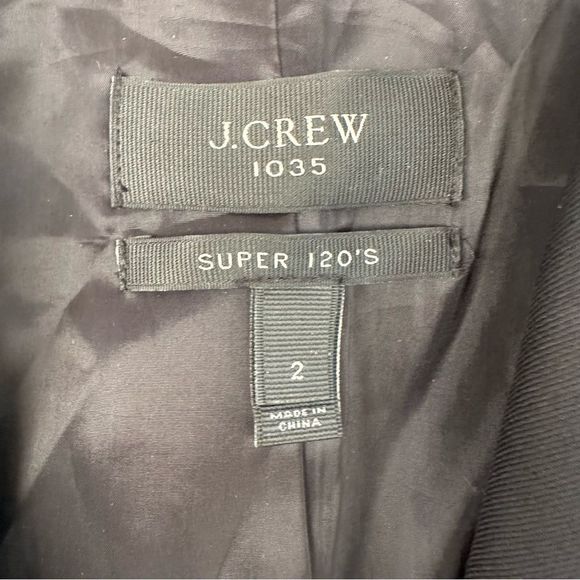 J.CREW
1035
SUPER 120'S
2
MADE IN
CHINA